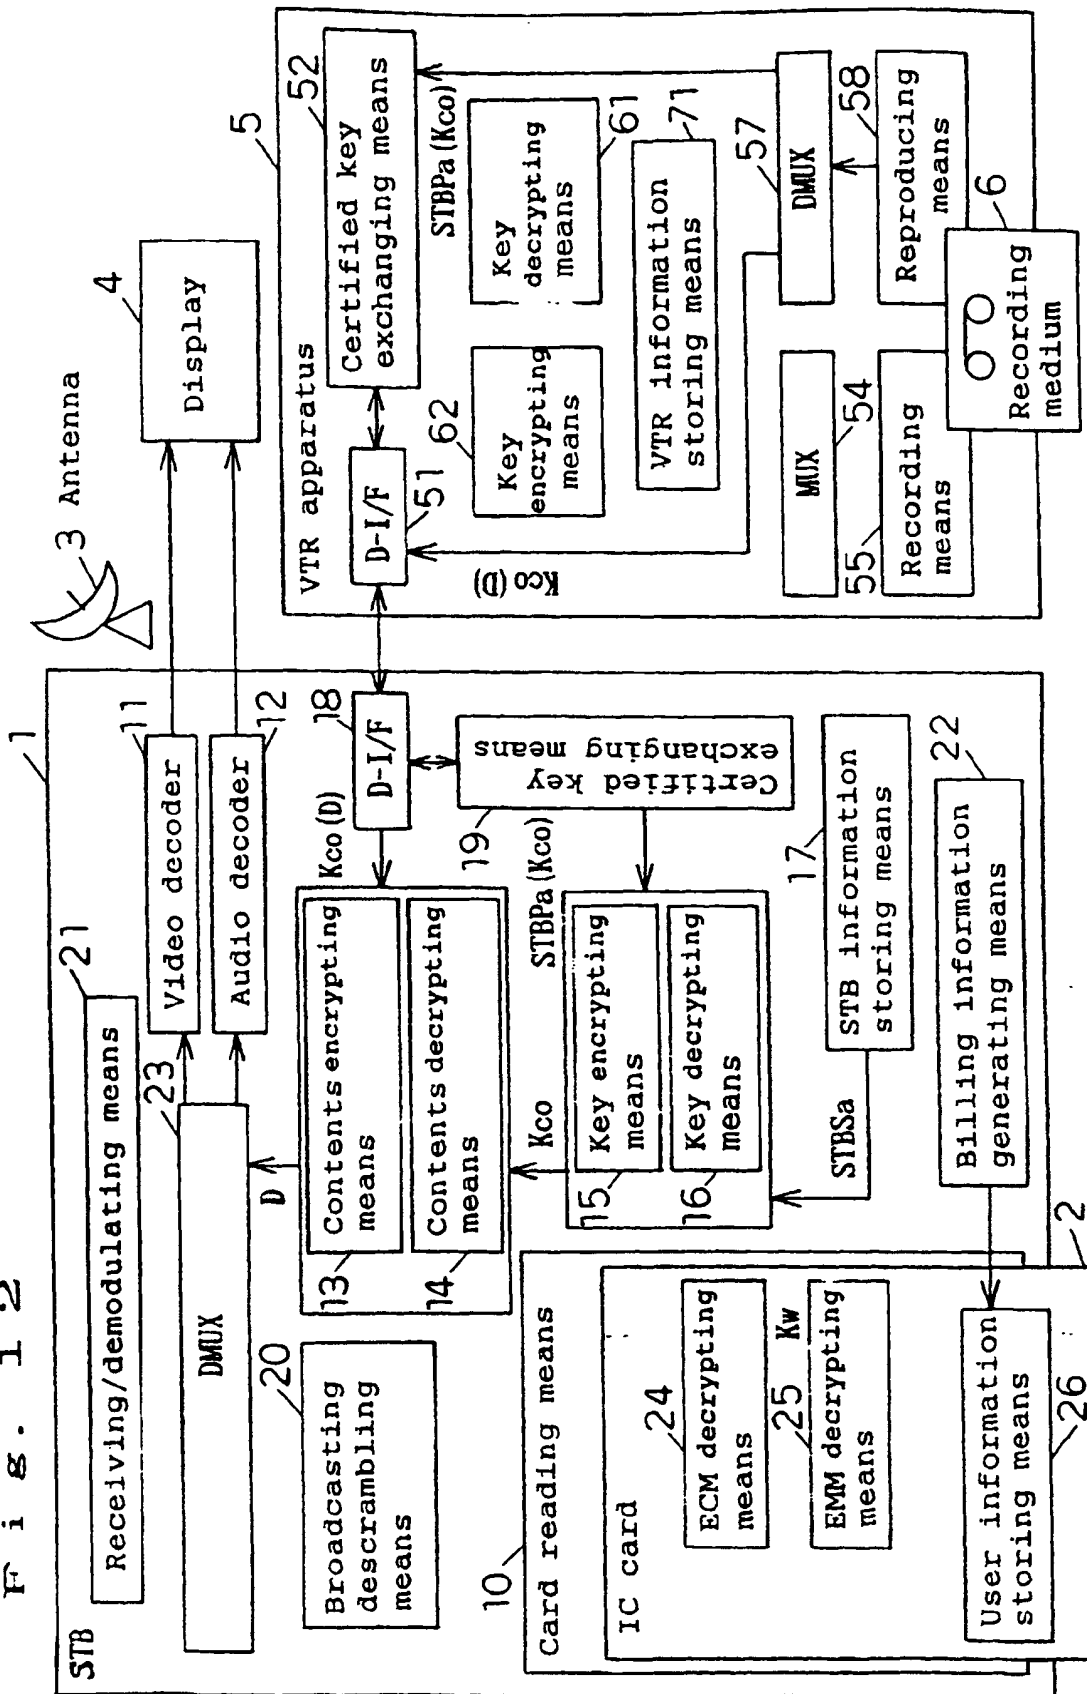 Fig. 12
3 Antenna
1
STB
21
Receiving/demodulating means
23
DMUX
11
Video decoder
12
Audio decoder
4
Display
20
Broadcasting
descrambling
means
D
13
Contents encrypting
means
14
Contents decrypting
means
Kco(D)
18
D-I/F
19
Certified key
exchanging means
Kco
STBPa(Kco)
15
Key encrypting
means
16
Key decrypting
means
STBSa
17
STB information
storing means
22
Billing information
generating means
10
Card reading means
2
IC card
24
ECM decrypting
means
Kw
25
EMM decrypting
means
26
User information
storing means
5
VTR apparatus
51
D-I/F
52
Certified key
exchanging means
Kco(D)
STBPa(Kco)
62
Key
encrypting
means
61
Key
decrypting
means
71
VTR information
storing means
54
MUX
57
DMUX
55
Recording
means
58
Reproducing
means
6
Recording
medium